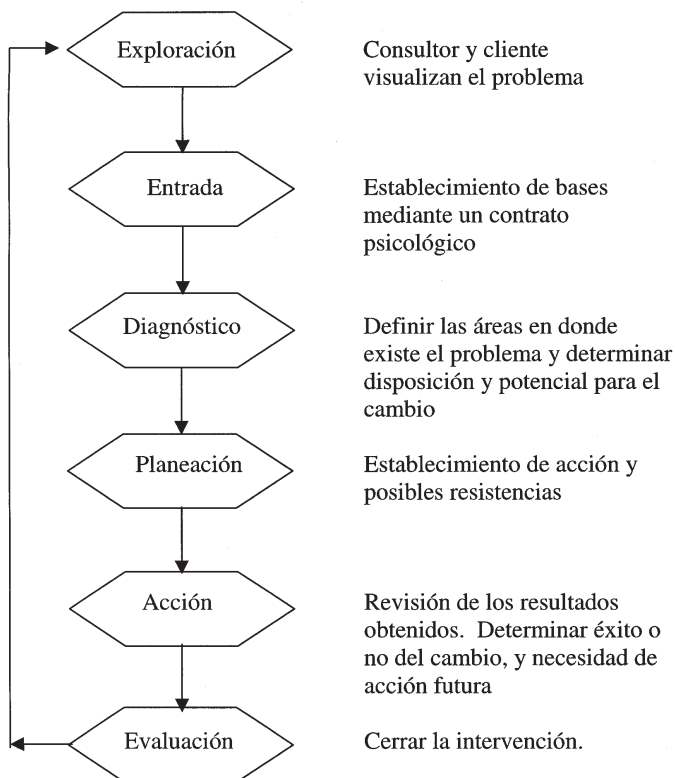 Exploración
Consultor y cliente
visualizan el problema
Entrada
Establecimiento de bases
mediante un contrato
psicológico
Diagnóstico
Definir las áreas en donde
existe el problema y determinar
disposición y potencial para el
cambio
Planeación
Establecimiento de acción y
posibles resistencias
Acción
Revisión de los resultados
obtenidos.  Determinar éxito o
no del cambio, y necesidad de
acción futura
Evaluación
Cerrar la intervención.